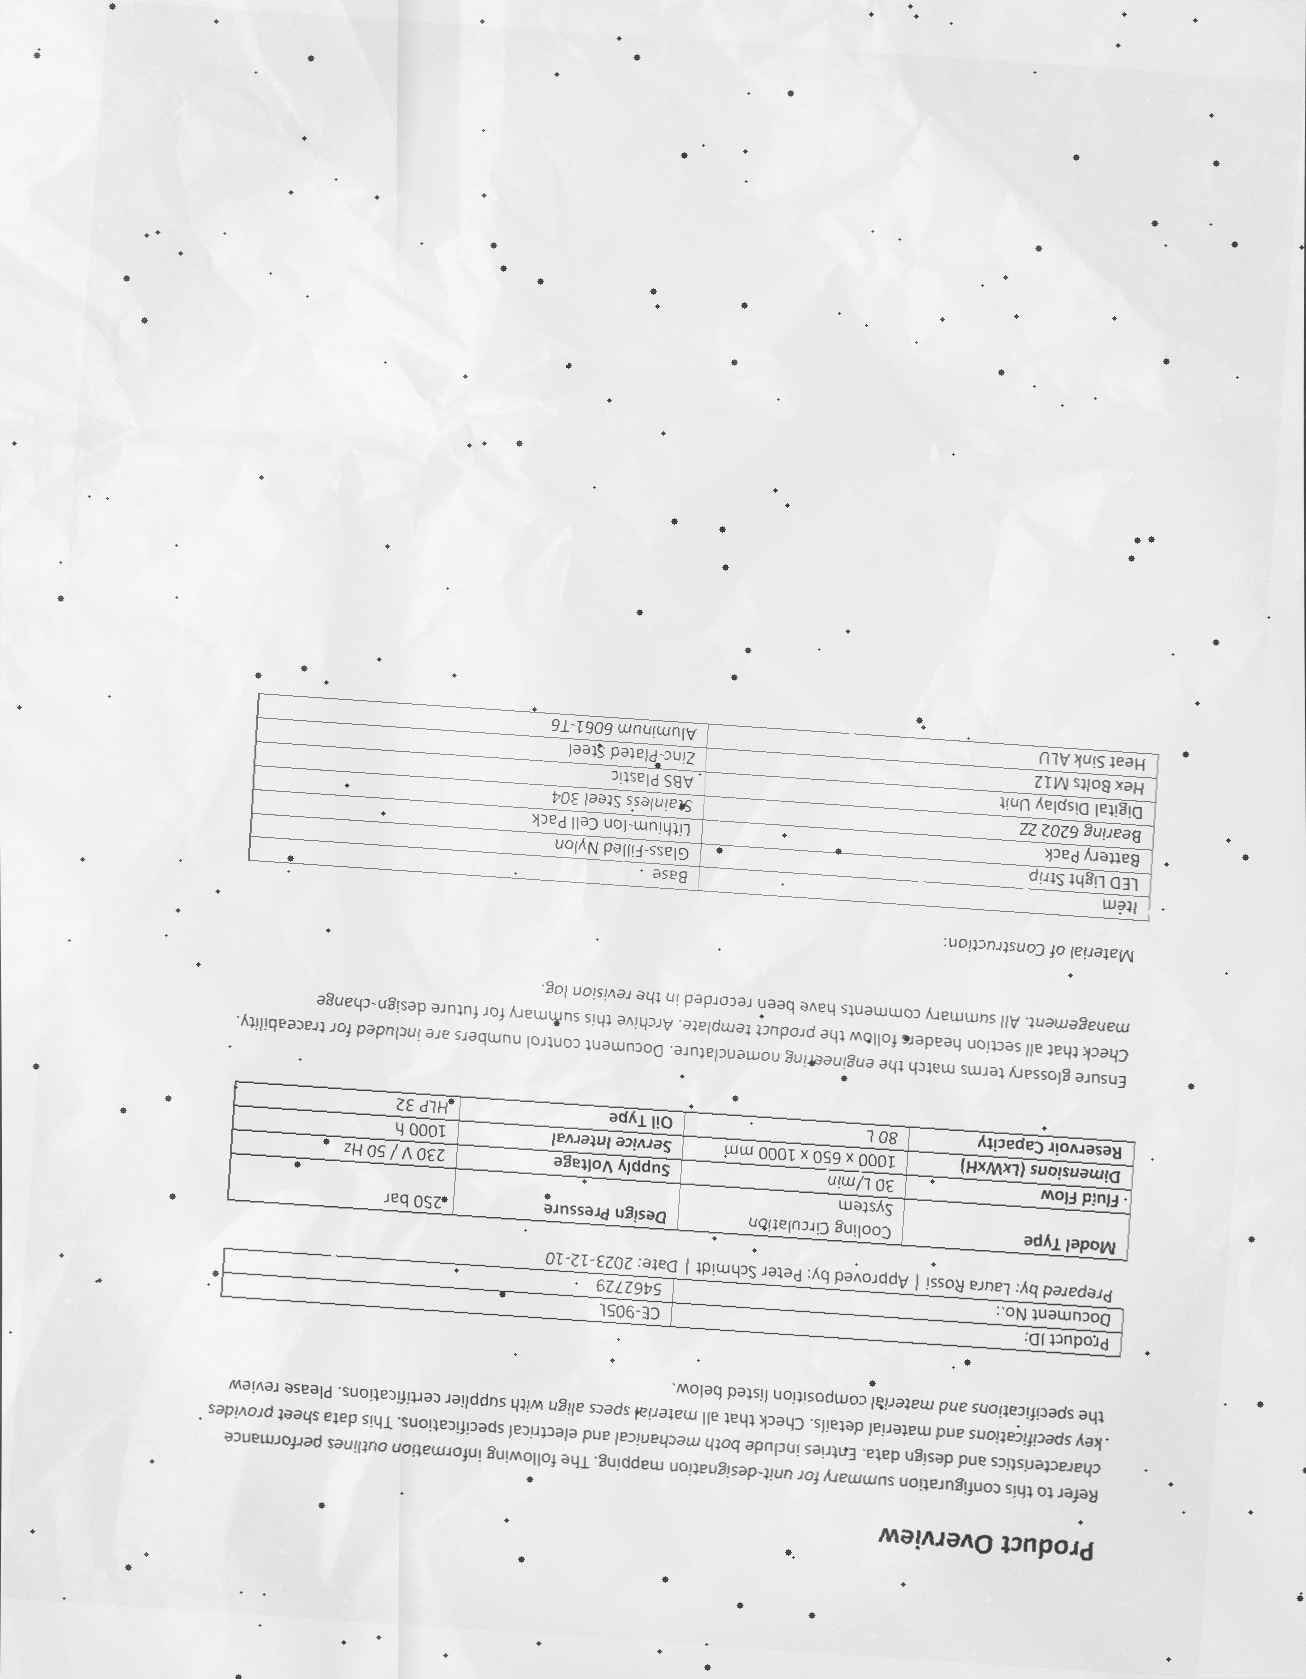 Product Overview
Refer to this configuration summary for unit-designation mapping. The following information outlines performance
characteristics and design data. Entries include both mechanical and electrical specifications. This data sheet provides
key specifications and material details. Check that all material specs align with supplier certifications. Please review
the specifications and material composition listed below.
Product ID: CE-905L
Document No.: 5462729
Prepared by: Laura Rossi | Approved by: Peter Schmidt | Date: 2023-12-10
Model Type Cooling Circulation System Design Pressure 250 bar
Fluid Flow 30 L/min Supply Voltage 230 V / 50 Hz
Dimensions (LxWxH) 1000 x 650 x 1000 mm Service Interval 1000 h
Reservoir Capacity 80 L Oil Type HLP 32
Ensure glossary terms match the engineering nomenclature. Document control numbers are included for traceability.
Check that all section headers follow the product template. Archive this summary for future design-change
management. All summary comments have been recorded in the revision log.
Material of Construction:
Item Base
LED Light Strip Glass-Filled Nylon
Battery Pack Lithium-Ion Cell Pack
Bearing 6202 ZZ Stainless Steel 304
Digital Display Unit ABS Plastic
Hex Bolts M12 Zinc-Plated Steel
Heat Sink ALU Aluminum 6061-T6